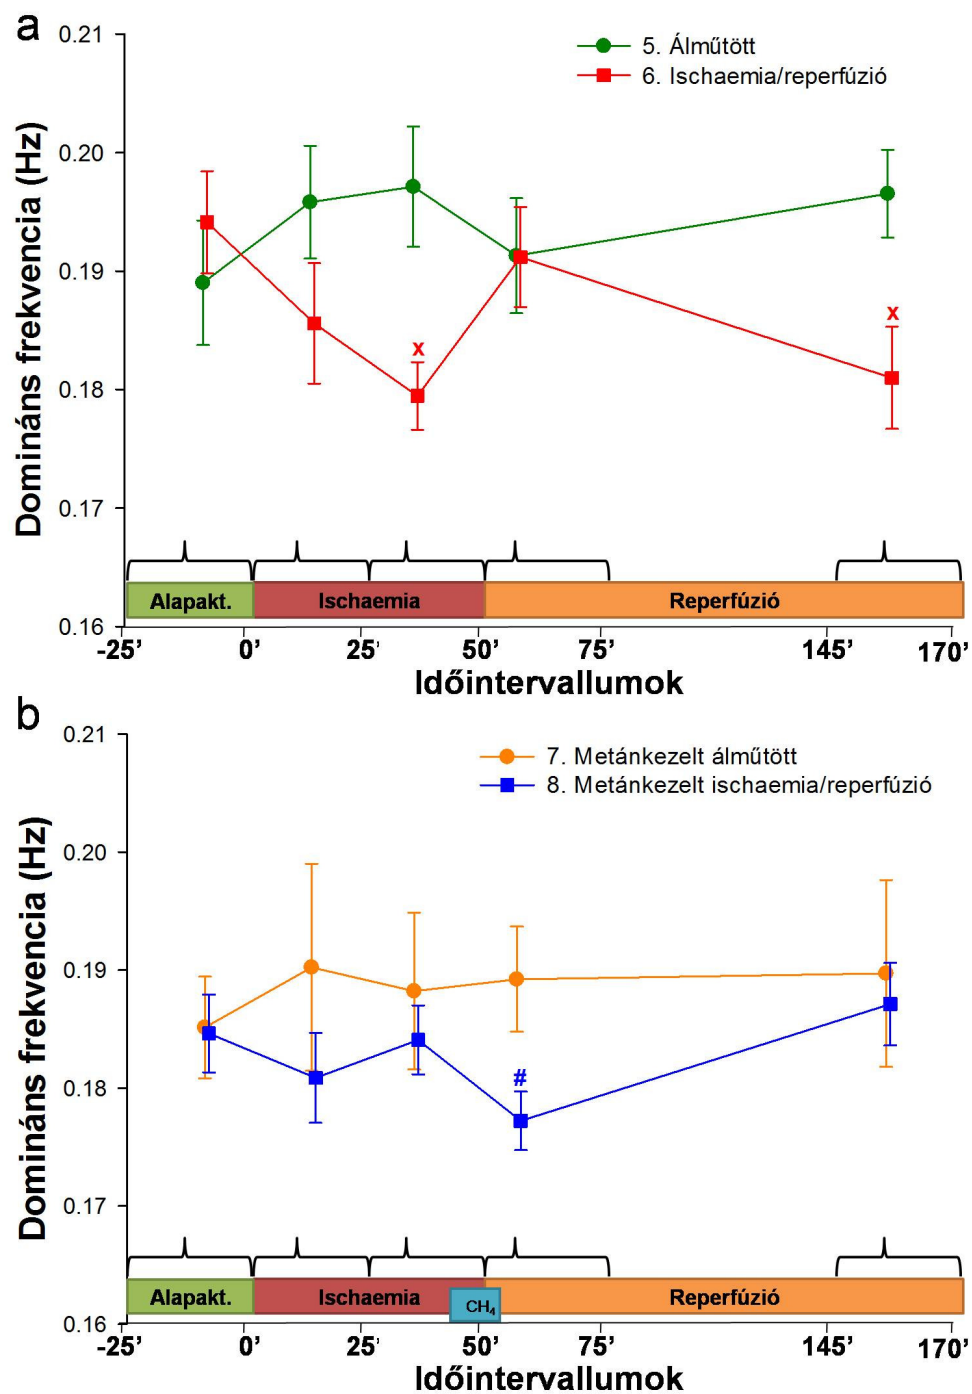 a
0.21
5. Álműtött
6. Ischaemia/reperfúzió
0.20
0.19
0.18
0.17
0.16
Domináns frekvencia (Hz)
x
x
Alapakt.
Ischaemia
Reperfúzió
-25’ 0’ 25’ 50’ 75’ 145’ 170’
Időintervallumok
b
0.21
7. Metánkezelt álműtött
8. Metánkezelt ischaemia/reperfúzió
0.20
0.19
0.18
0.17
0.16
Domináns frekvencia (Hz)
#
Alapakt.
Ischaemia
CH₄
Reperfúzió
-25’ 0’ 25’ 50’ 75’ 145’ 170’
Időintervallumok